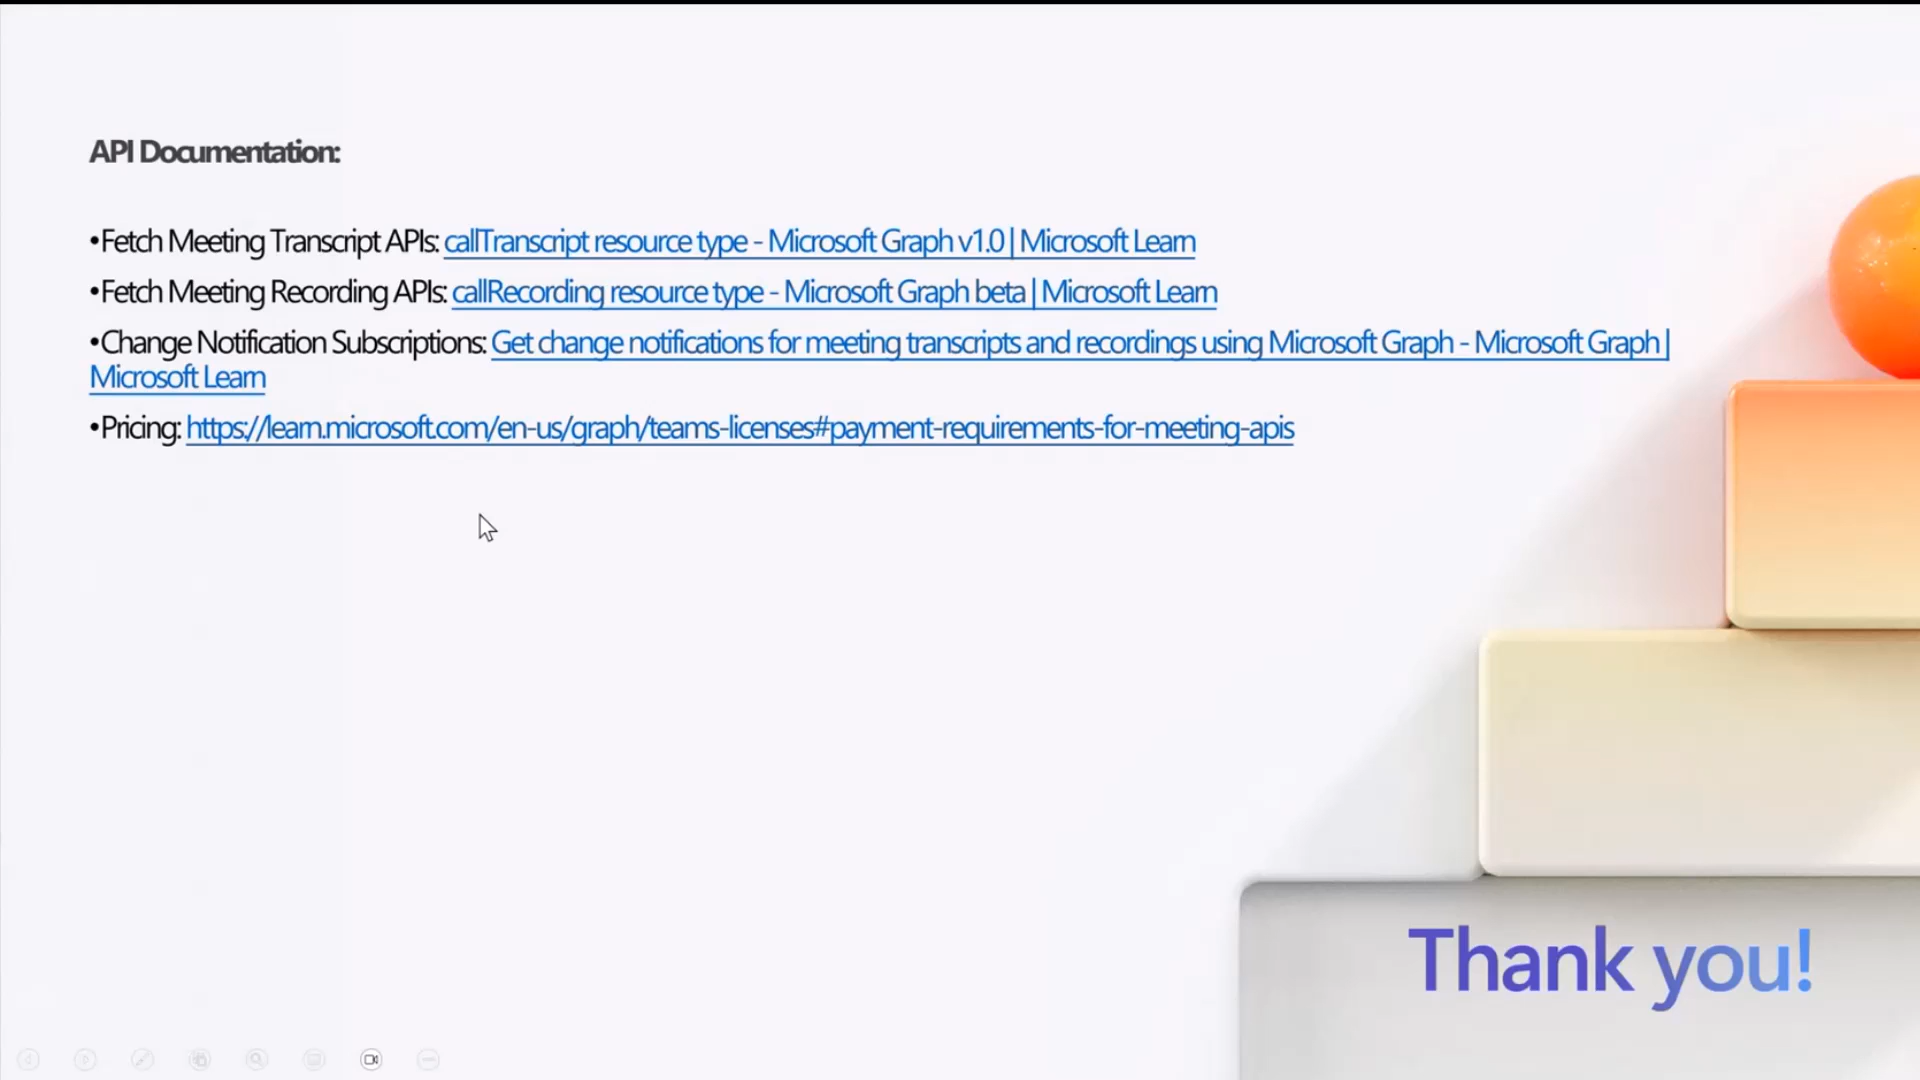 API Documentation:
•Fetch Meeting Transcript APIs: callTranscript resource type - Microsoft Graph v1.0 | Microsoft Learn
•Fetch Meeting Recording APIs: callRecording resource type - Microsoft Graph beta | Microsoft Learn
•Change Notification Subscriptions: Get change notifications for meeting transcripts and recordings using Microsoft Graph - Microsoft Graph |
Microsoft Learn
•Pricing: https://learn.microsoft.com/en-us/graph/teams-licenses#payment-requirements-for-meeting-apis
Thank you!